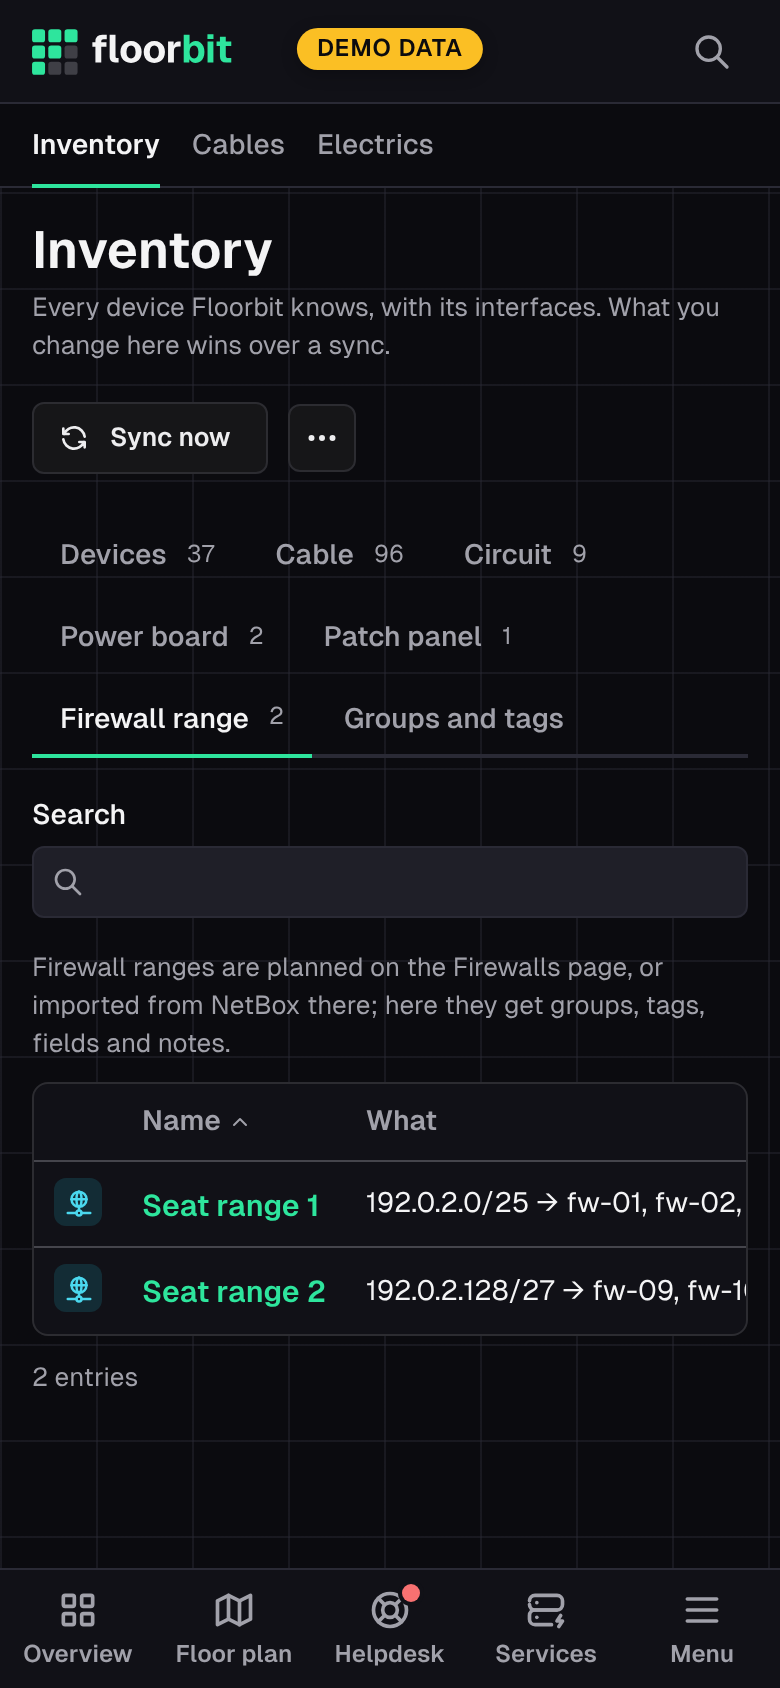 floorbit DEMO DATA
Inventory Cables Electrics
Inventory
Every device Floorbit knows, with its interfaces. What you
change here wins over a sync.
Sync now
Devices 37 Cable 96 Circuit 9
Power board 2 Patch panel 1
Firewall range 2 Groups and tags
Search
Firewall ranges are planned on the Firewalls page, or
imported from NetBox there; here they get groups, tags,
fields and notes.
Name What
Seat range 1 192.0.2.0/25 → fw-01, fw-02,
Seat range 2 192.0.2.128/27 → fw-09,
2 entries
Overview Floor plan Helpdesk Services Menu